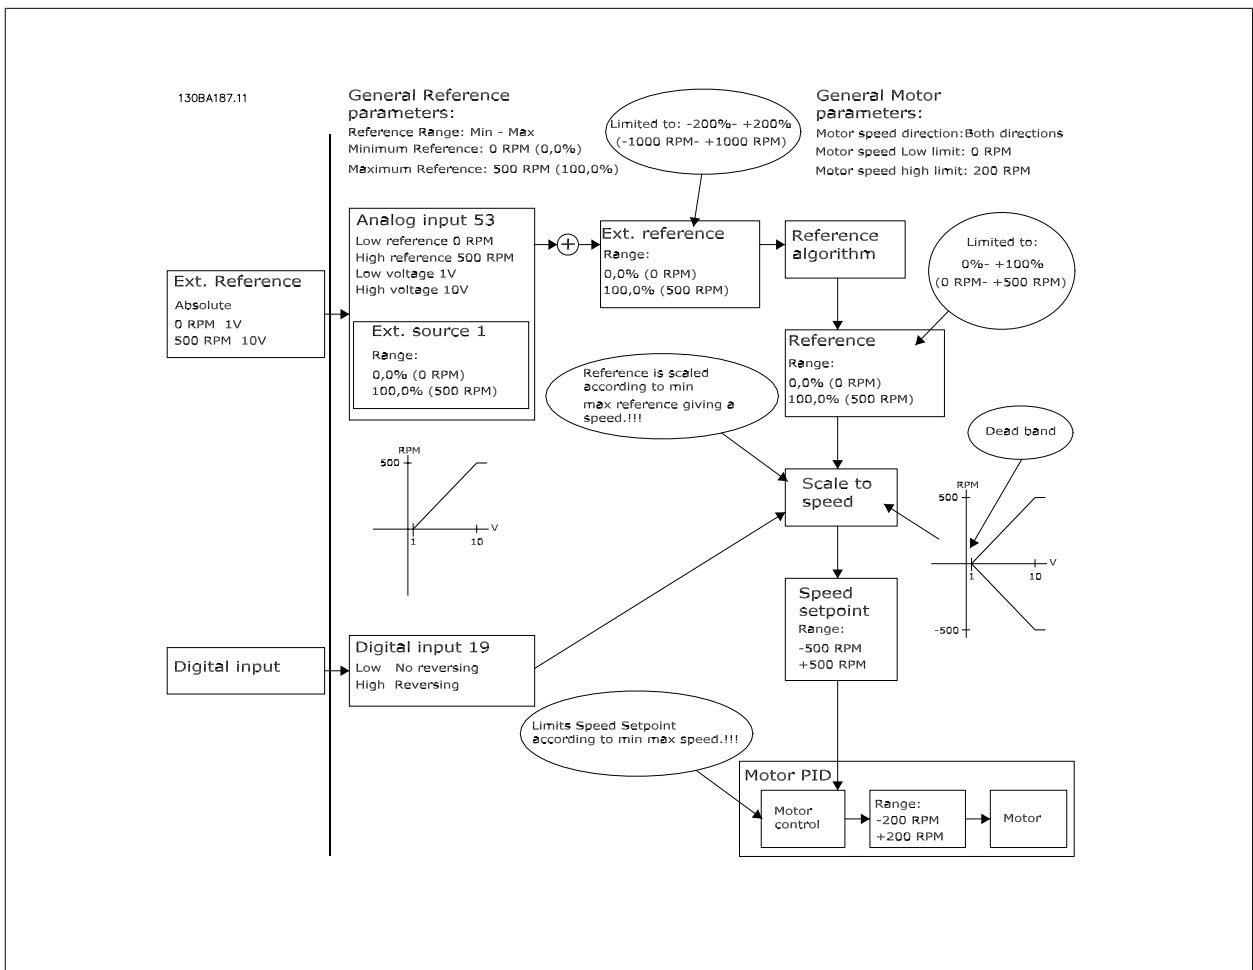 130BA187.11
General Reference
parameters:
Reference Range: Min - Max
Minimum Reference: 0 RPM (0,0%)
Maximum Reference: 500 RPM (100,0%)
Limited to: -200%- +200%
(-1000 RPM- +1000 RPM)
General Motor
parameters:
Motor speed direction:Both directions
Motor speed Low limit: 0 RPM
Motor speed high limit: 200 RPM
Ext. Reference
Absolute
0 RPM 1V
500 RPM 10V
Analog input 53
Low reference 0 RPM
High reference 500 RPM
Low voltage 1V
High voltage 10V
Ext. source 1
Range:
0,0% (0 RPM)
100,0% (500 RPM)
+
Ext. reference
Range:
0,0% (0 RPM)
100,0% (500 RPM)
Reference
algorithm
Limited to:
0%- +100%
(0 RPM- +500 RPM)
Reference
Range:
0,0% (0 RPM)
100,0% (500 RPM)
Reference is scaled
according to min
max reference giving a
speed.!!!
Dead band
RPM
500
V
1
10
Scale to
speed
RPM
500
V
1
10
-500
Speed
setpoint
Range:
-500 RPM
+500 RPM
Digital input
Digital input 19
Low No reversing
High Reversing
Limits Speed Setpoint
according to min max speed.!!!
Motor PID
Motor
control
Range:
-200 RPM
+200 RPM
Motor